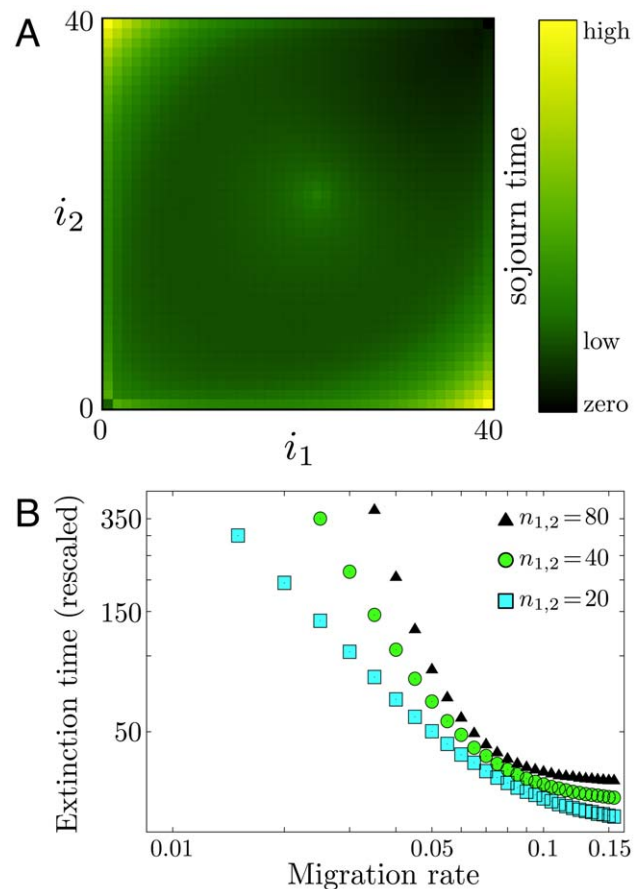 A
40
i₂
0
0
i₁
40
sojourn time
high
low
zero
B
Extinction time (rescaled)
350
150
50
n₁,₂=80
n₁,₂=40
n₁,₂=20
0.01
0.05
0.1
0.15
Migration rate